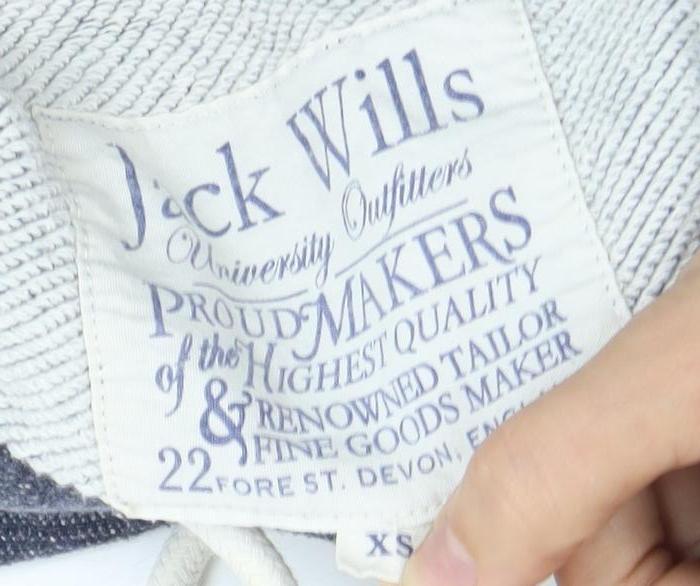 Jack Wills
University Outfitters
PROUD MAKERS
of the HIGHEST QUALITY
& RENOWNED TAILOR
FINE GOODS MAKER
22 FORE ST. DEVON,
XS